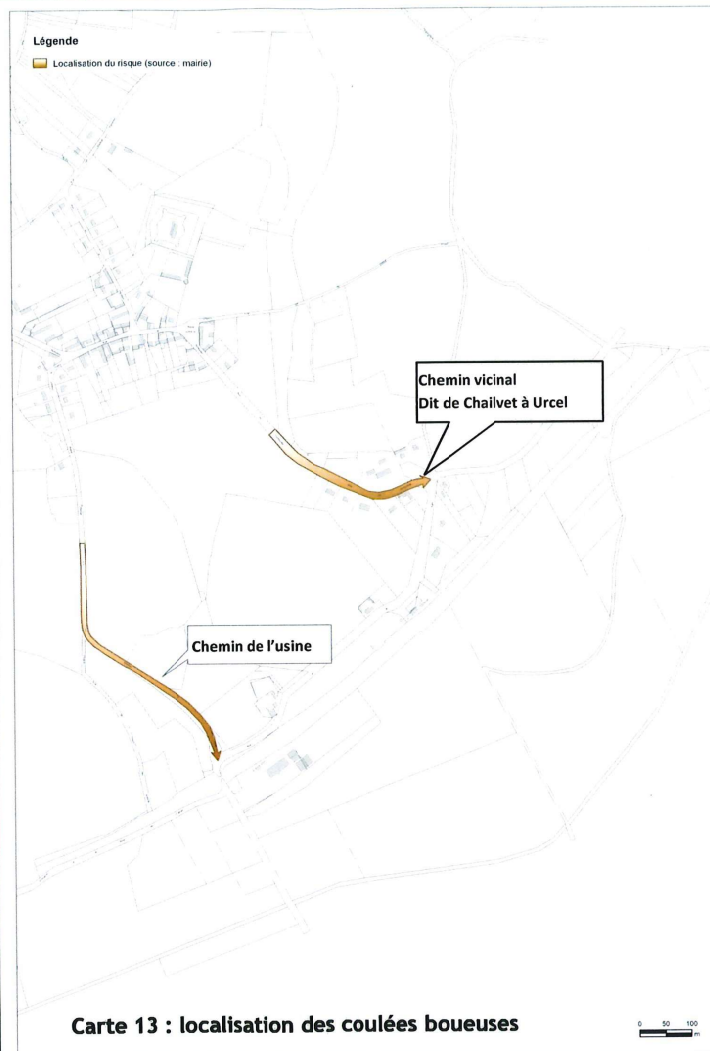 Légende
Localisation du risque (source : mairie)
Chemin vicinal
Dit de Chailvet à Urcel
Chemin de l'usine
Carte 13 : localisation des coulées boueuses
0 50 100
m